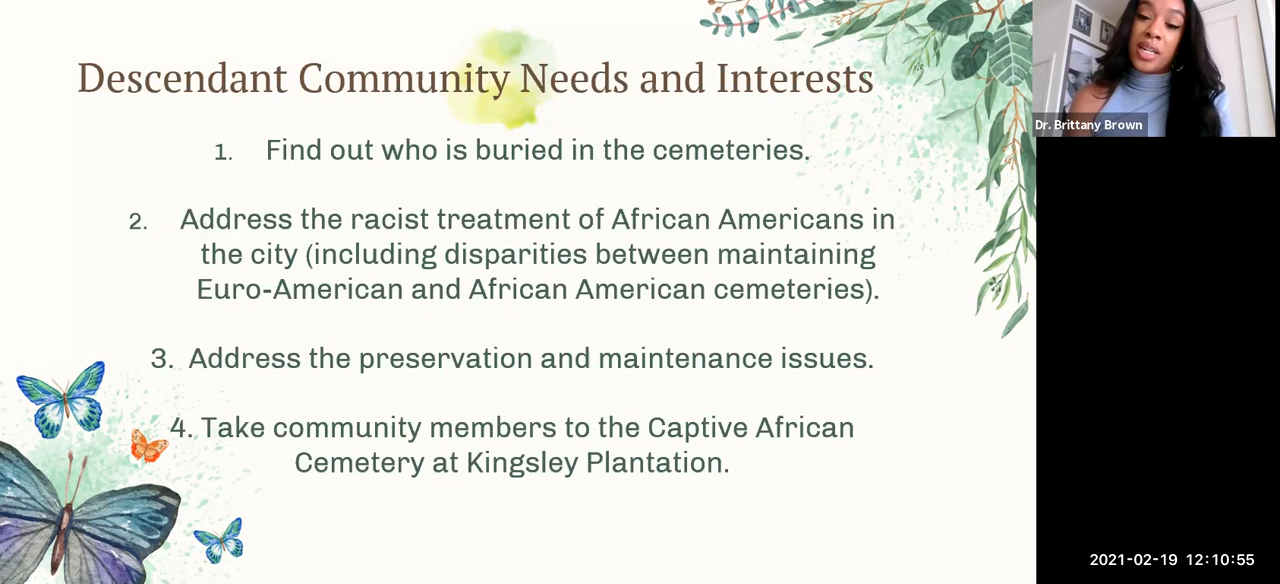 Descendant Community Needs and Interests
1. Find out who is buried in the cemeteries.
2. Address the racist treatment of African Americans in
the city (including disparities between maintaining
Euro-American and African American cemeteries).
3. Address the preservation and maintenance issues.
4. Take community members to the Captive African
Cemetery at Kingsley Plantation.
Dr. Brittany Brown
2021-02-19 12:10:55